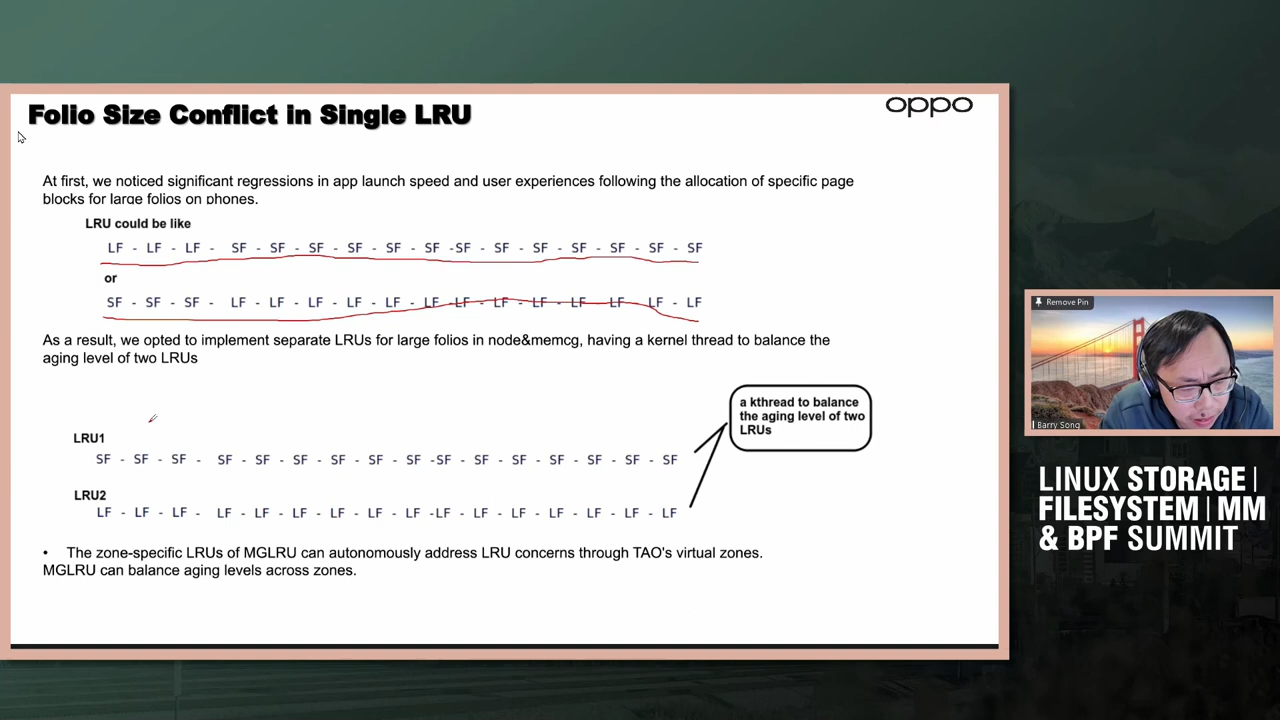 Folio Size Conflict in Single LRU
oppo
At first, we noticed significant regressions in app launch speed and user experiences following the allocation of specific page
blocks for large folios on phones.
LRU could be like
LF - LF - LF - SF - SF - SF - SF - SF - SF -SF - SF - SF - SF - SF - SF - SF
or
SF - SF - SF - LF - LF - LF - LF - LF - LF -LF - LF - LF - LF - LF - LF - LF
As a result, we opted to implement separate LRUs for large folios in node&memcg, having a kernel thread to balance the
aging level of two LRUs
a kthread to balance
the aging level of two
LRUs
LRU1
SF - SF - SF - SF - SF - SF - SF - SF - SF -SF - SF - SF - SF - SF - SF - SF
LRU2
LF - LF - LF - LF - LF - LF - LF - LF - LF -LF - LF - LF - LF - LF - LF - LF
• The zone-specific LRUs of MGLRU can autonomously address LRU concerns through TAO's virtual zones.
MGLRU can balance aging levels across zones.
Remove Pin
Barry Song
LINUX STORAGE |
FILESYSTEM | MM
& BPF SUMMIT